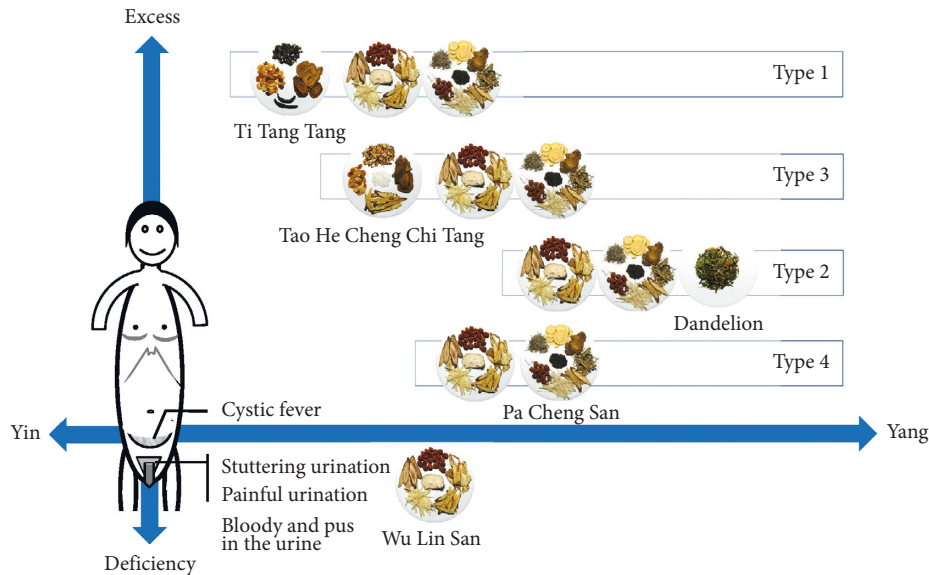 Excess
Type 1
Ti Tang Tang
Type 3
Tao He Cheng Chi Tang
Type 2
Dandelion
Type 4
Pa Cheng San
Cystic fever
Yin
Yang
Stuttering urination
Painful urination
Bloody and pus
in the urine
Wu Lin San
Deficiency